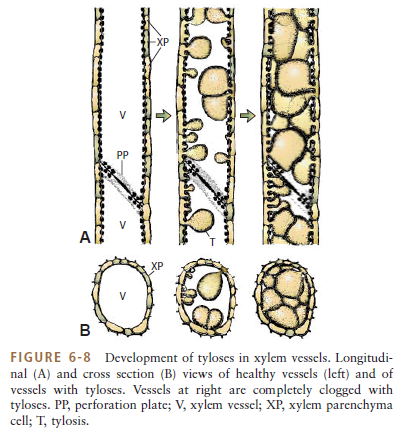 XP
V
PP
V
A
T
XP
V
B
FIGURE 6-8 Development of tyloses in xylem vessels. Longitudi-
nal (A) and cross section (B) views of healthy vessels (left) and of
vessels with tyloses. Vessels at right are completely clogged with
tyloses. PP, perforation plate; V, xylem vessel; XP, xylem parenchyma
cell; T, tylosis.